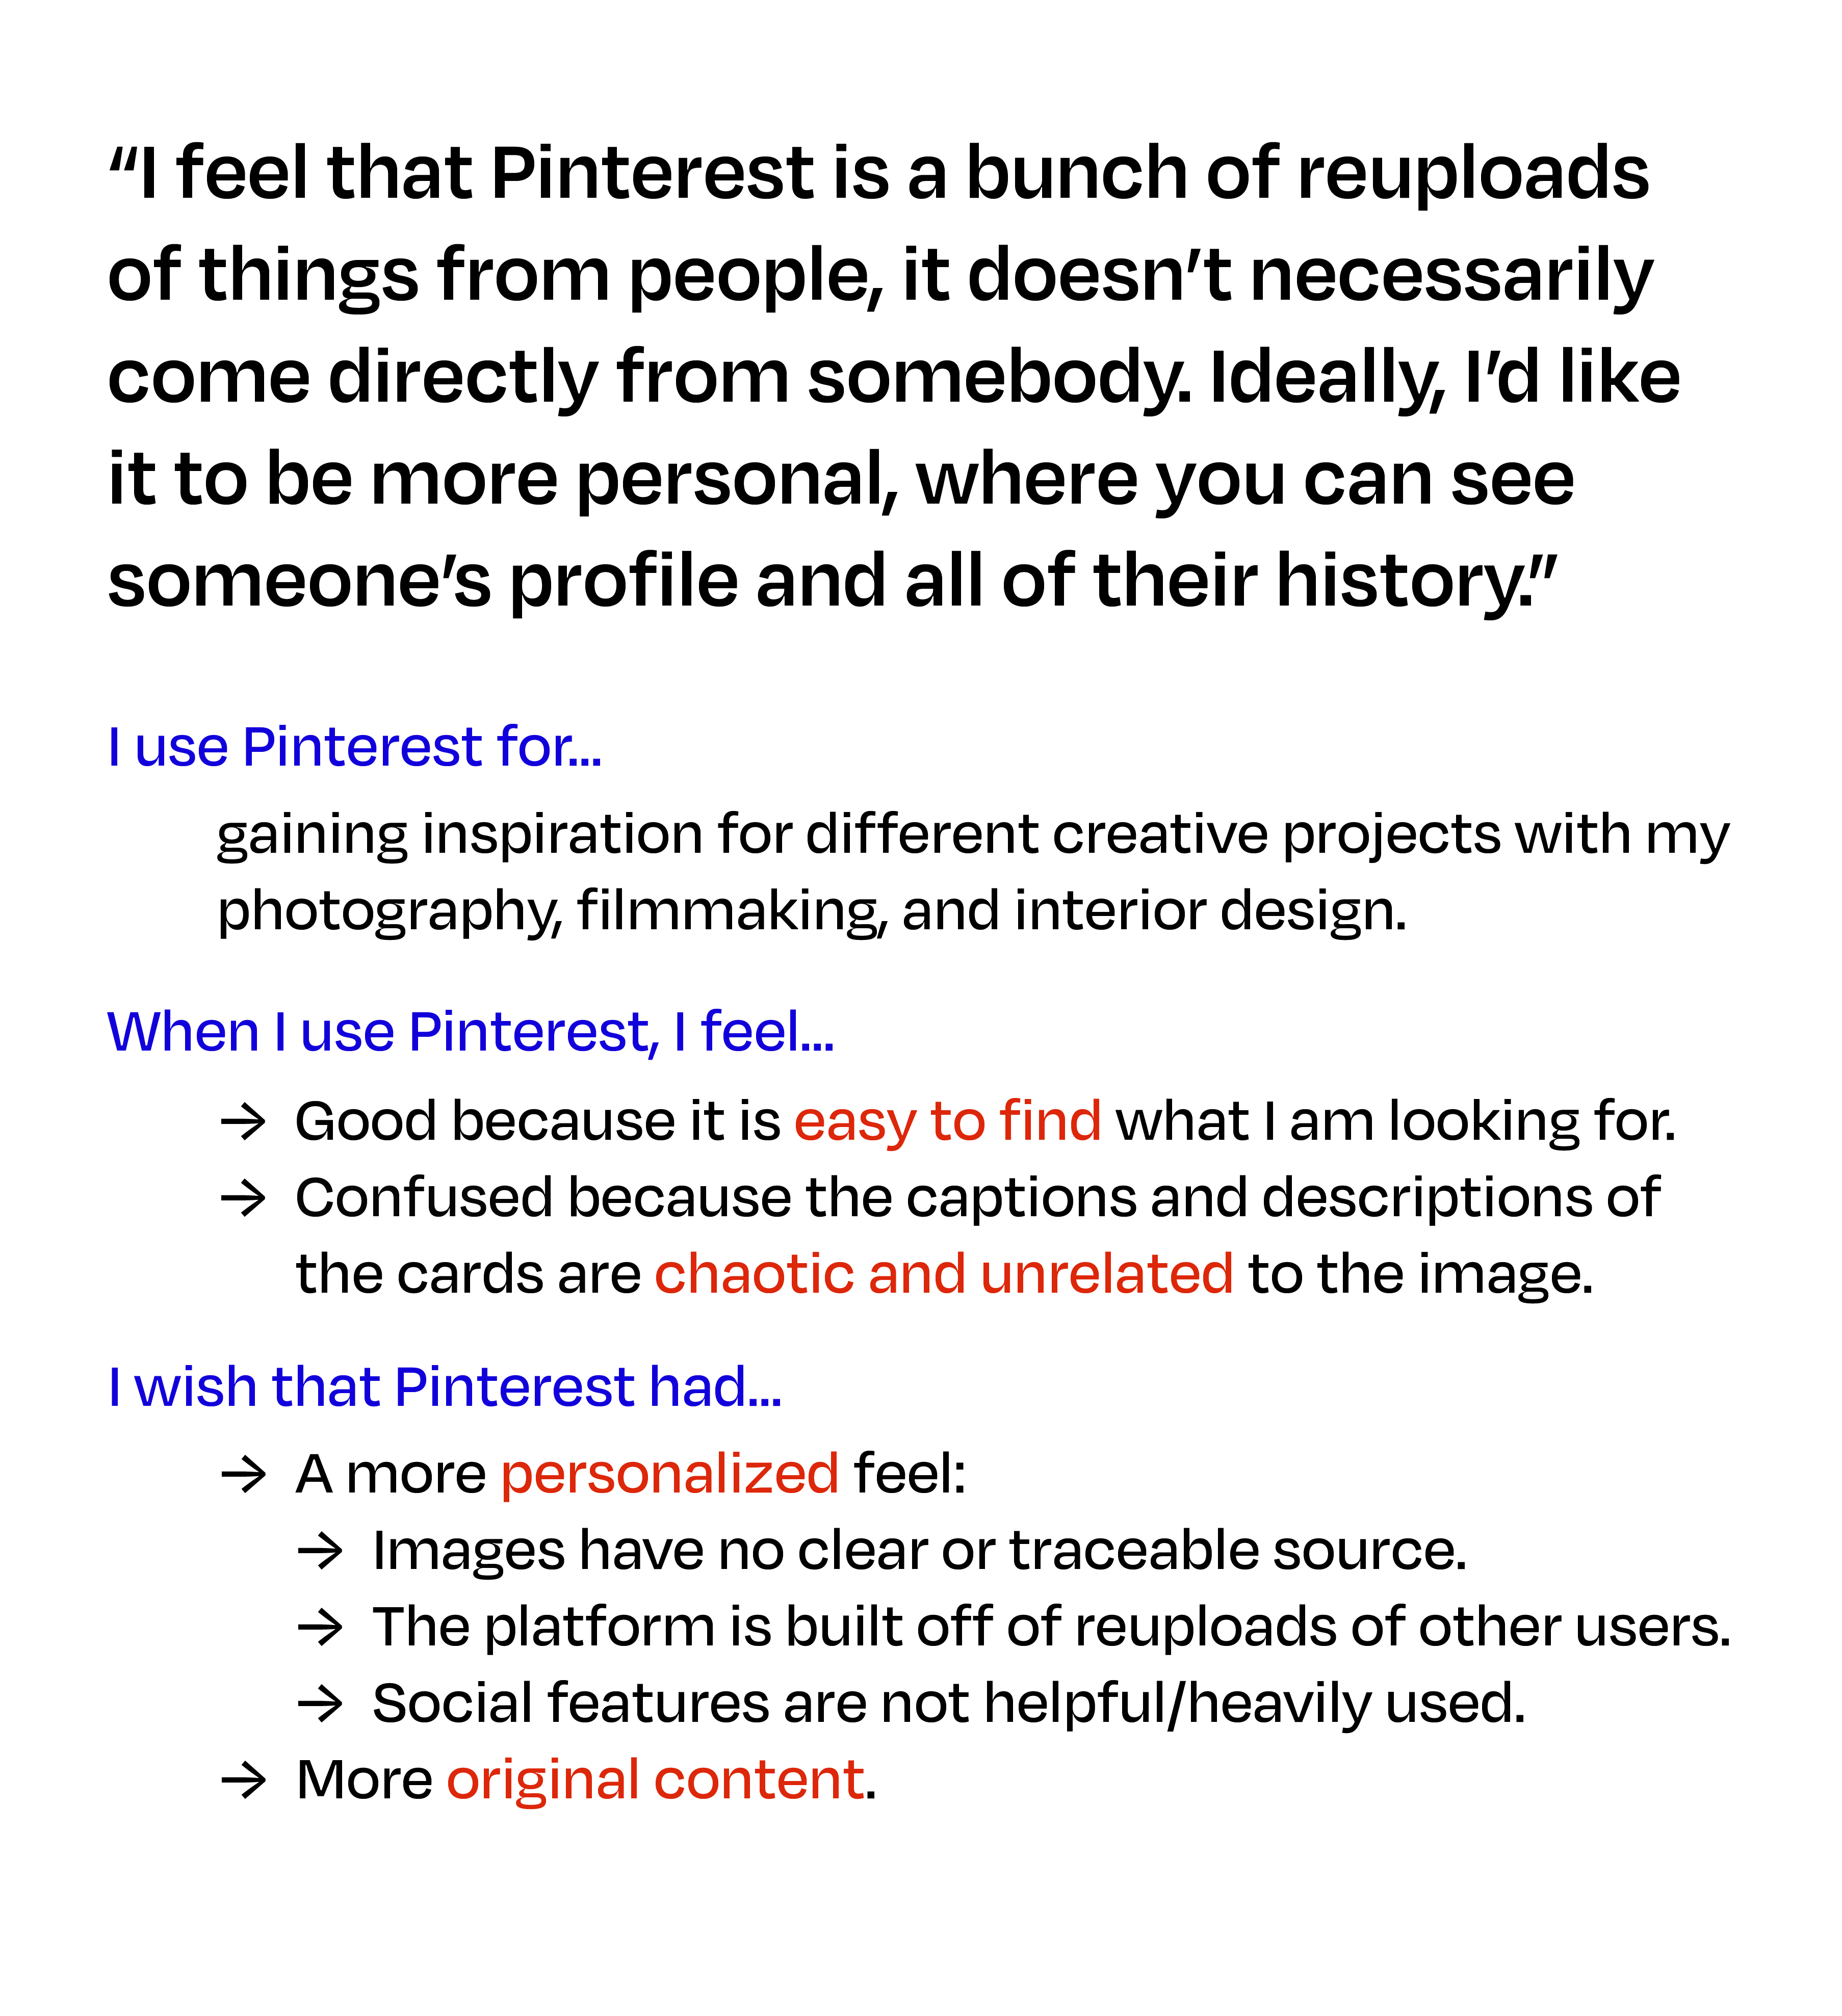 “I feel that Pinterest is a bunch of reuploads
of things from people, it doesn’t necessarily
come directly from somebody. Ideally, I’d like
it to be more personal, where you can see
someone’s profile and all of their history.”
I use Pinterest for...
gaining inspiration for different creative projects with my
photography, filmmaking, and interior design.
When I use Pinterest, I feel...
→ Good because it is easy to find what I am looking for.
→ Confused because the captions and descriptions of
the cards are chaotic and unrelated to the image.
I wish that Pinterest had...
→ A more personalized feel:
→ Images have no clear or traceable source.
→ The platform is built off of reuploads of other users.
→ Social features are not helpful/heavily used.
→ More original content.